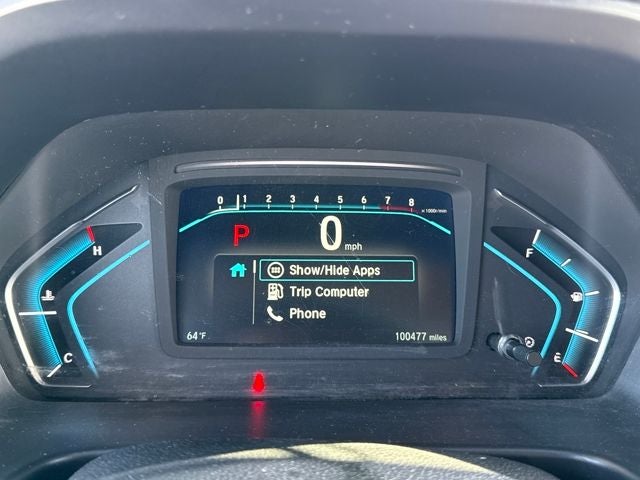 0 1 2 3 4 5 6 7 8 x 1000r/min
P 0 mph
H
F
Show/Hide Apps
Trip Computer
Phone
C
E
64°F 100477 miles